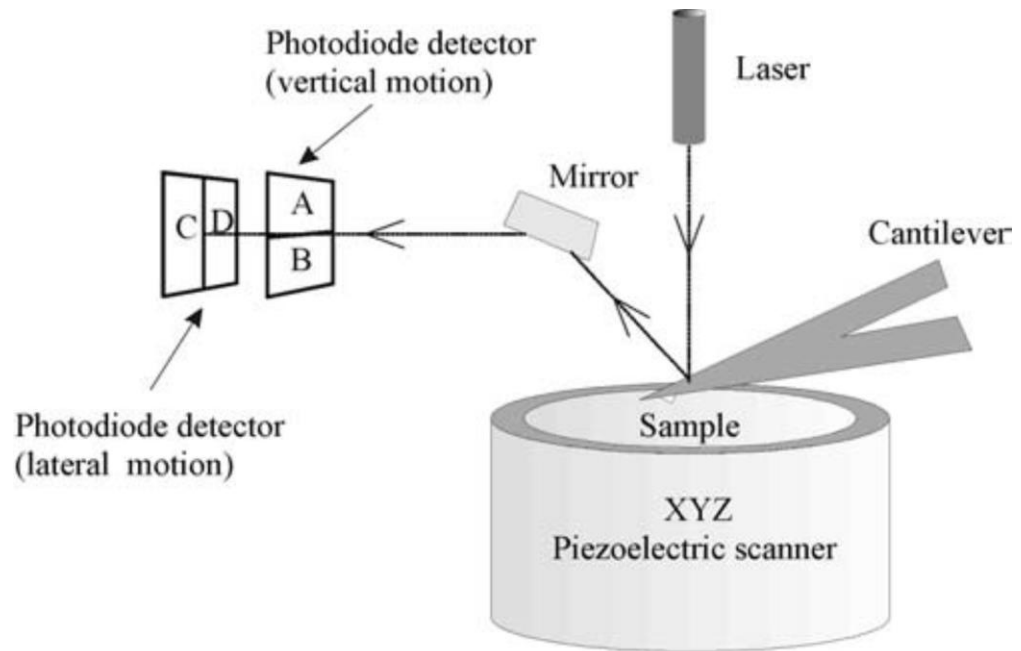 Photodiode detector
(vertical motion)
Laser
Mirror
A
C
D
B
Cantilever
Photodiode detector
(lateral motion)
Sample
XYZ
Piezoelectric scanner